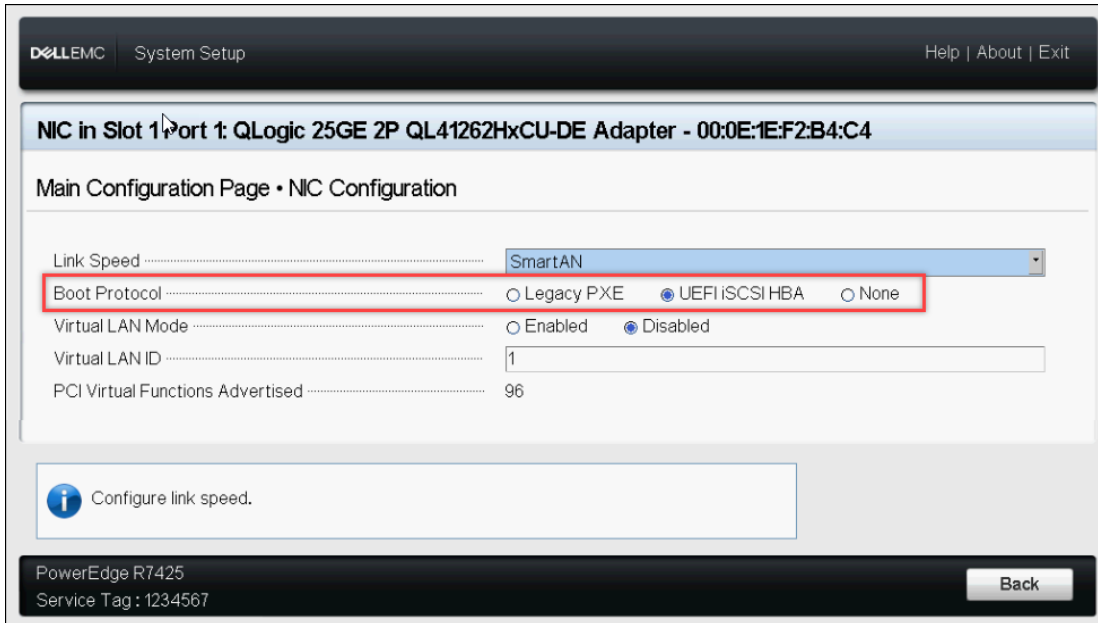 DELLEMC System Setup Help | About | Exit
NIC in Slot 1 Port 1: QLogic 25GE 2P QL41262HxCU-DE Adapter - 00:0E:1E:F2:B4:C4
Main Configuration Page • NIC Configuration
Link Speed SmartAN
Boot Protocol Legacy PXE UEFI iSCSI HBA None
Virtual LAN Mode Enabled Disabled
Virtual LAN ID 1
PCI Virtual Functions Advertised 96
Configure link speed.
PowerEdge R7425
Service Tag : 1234567
Back